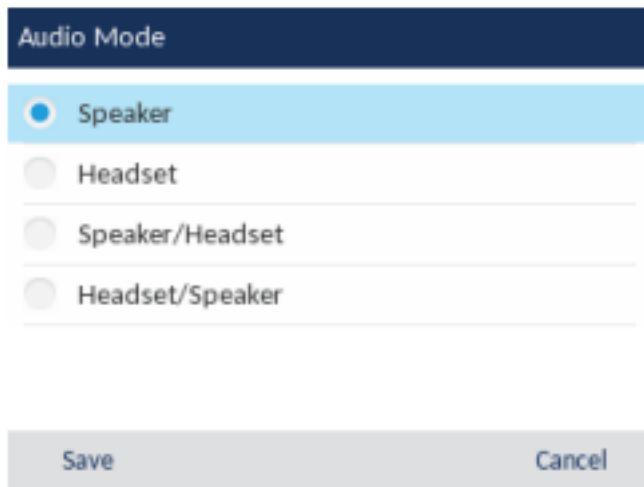 Audio Mode
Speaker
Headset
Speaker/Headset
Headset/Speaker
Save Cancel